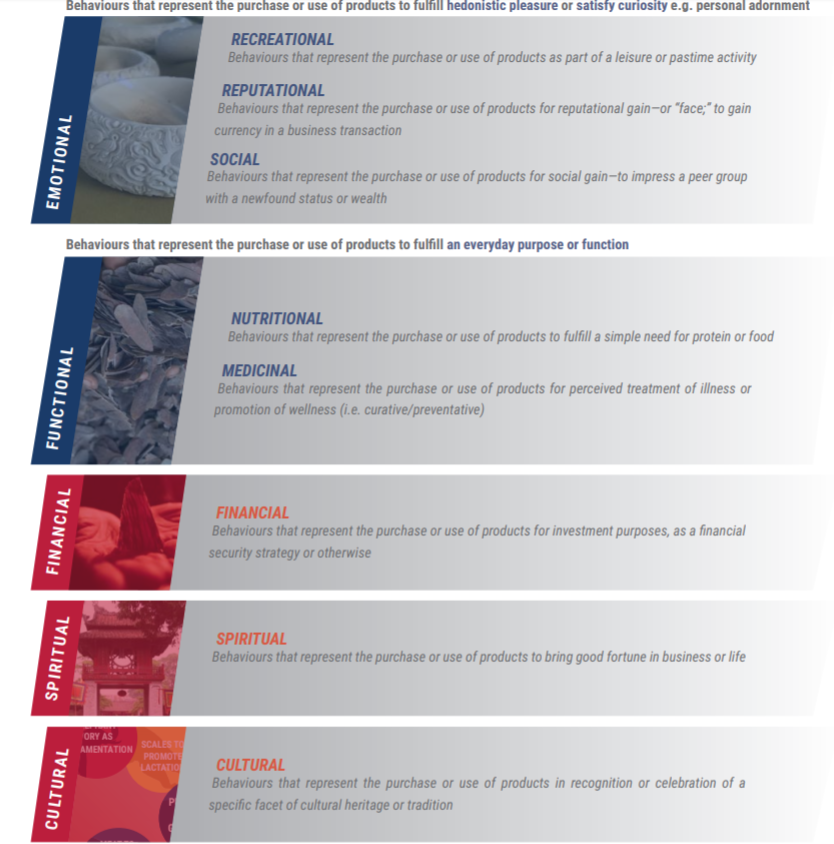 Behaviours that represent the purchase or use of products to fulfill hedonistic pleasure or satisfy curiosity e.g. personal adornment
EMOTIONAL
RECREATIONAL
Behaviours that represent the purchase or use of products as part of a leisure or pastime activity
REPUTATIONAL
Behaviours that represent the purchase or use of products for reputational gain—or "face;" to gain
currency in a business transaction
SOCIAL
Behaviours that represent the purchase or use of products for social gain—to impress a peer group
with a newfound status or wealth
Behaviours that represent the purchase or use of products to fulfill an everyday purpose or function
FUNCTIONAL
NUTRITIONAL
Behaviours that represent the purchase or use of products to fulfill a simple need for protein or food
MEDICINAL
Behaviours that represent the purchase or use of products for perceived treatment of illness or
promotion of wellness (i.e. curative/preventative)
FINANCIAL
FINANCIAL
Behaviours that represent the purchase or use of products for investment purposes, as a financial
security strategy or otherwise
SPIRITUAL
SPIRITUAL
Behaviours that represent the purchase or use of products to bring good fortune in business or life
CULTURAL
ORY AS
AMENTATION
SCALES TO
PROMOTE
LACTATIO
CULTURAL
Behaviours that represent the purchase or use of products in recognition or celebration of a
specific facet of cultural heritage or tradition